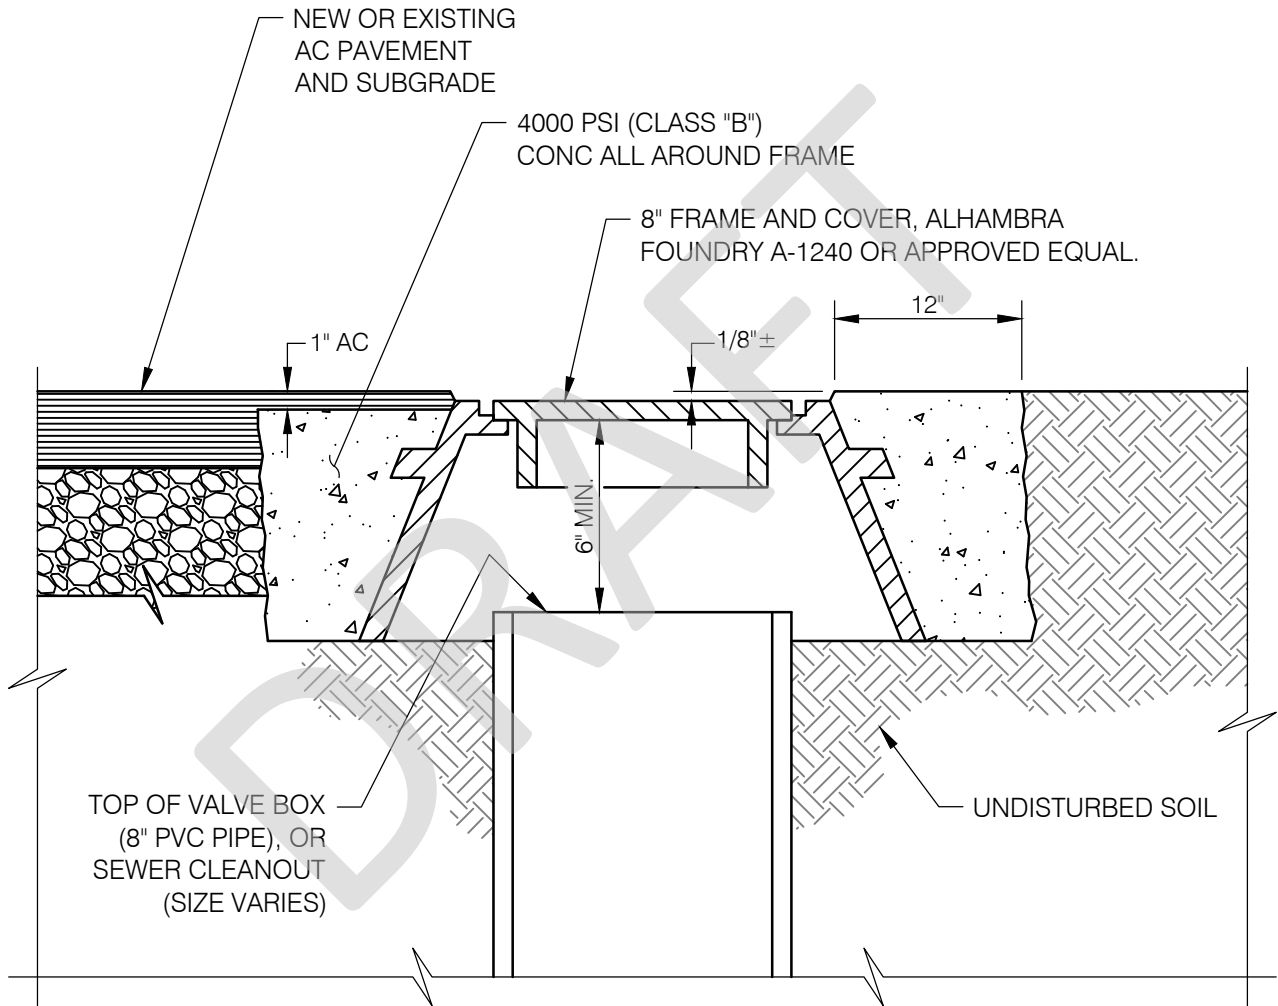 NEW OR EXISTING
AC PAVEMENT
AND SUBGRADE
4000 PSI (CLASS "B")
CONC ALL AROUND FRAME
8" FRAME AND COVER, ALHAMBRA
FOUNDRY A-1240 OR APPROVED EQUAL.
12"
1" AC
1/8"±
6" MIN.
DRAFT
TOP OF VALVE BOX
(8" PVC PIPE), OR
SEWER CLEANOUT
(SIZE VARIES)
UNDISTURBED SOIL